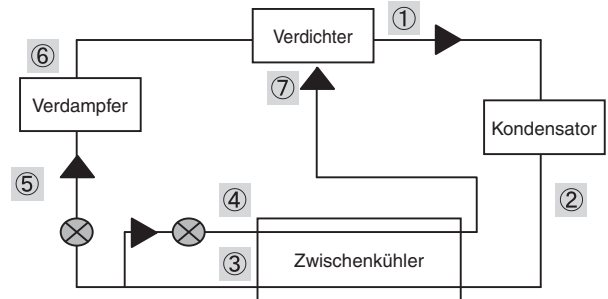 ①
Verdichter
⑥
⑦
Verdampfer
Kondensator
⑤
④
②
③
Zwischenkühler